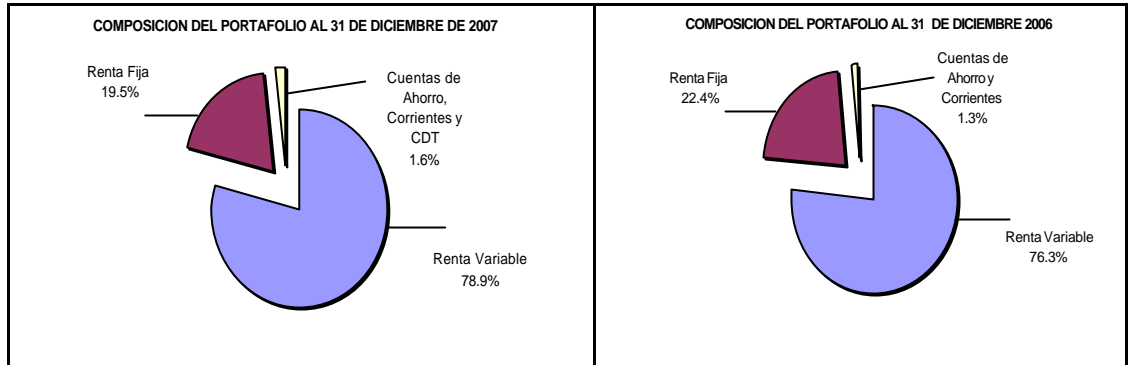 COMPOSICION DEL PORTAFOLIO AL 31 DE DICIEMBRE DE 2007
Renta Fija
19.5%
Cuentas de
Ahorro,
Corrientes y
CDT
1.6%
Renta Variable
78.9%
COMPOSICION DEL PORTAFOLIO AL 31 DE DICIEMBRE 2006
Renta Fija
22.4%
Cuentas de
Ahorro y
Corrientes
1.3%
Renta Variable
76.3%